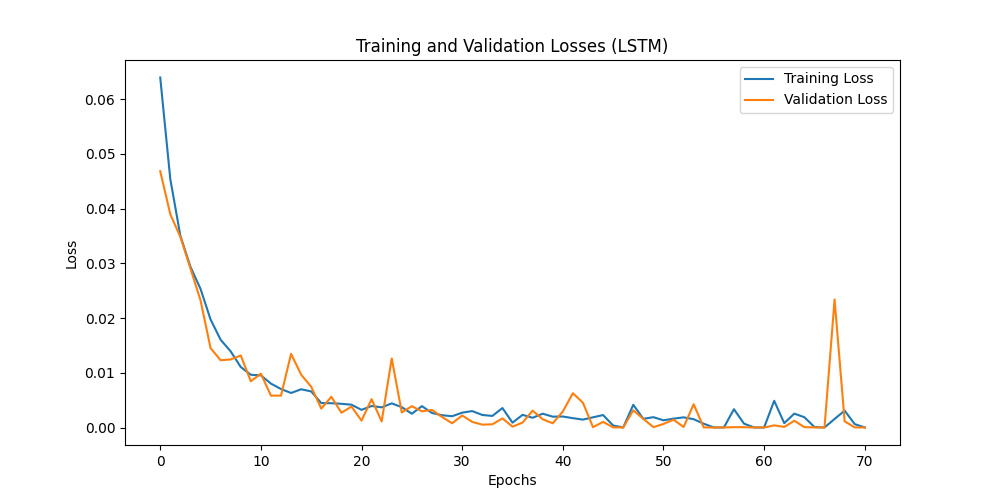 Training and Validation Losses (LSTM)
Training Loss
Validation Loss
0.06
0.05
0.04
0.03
0.02
0.01
0.00
Loss
0 10 20 30 40 50 60 70
Epochs